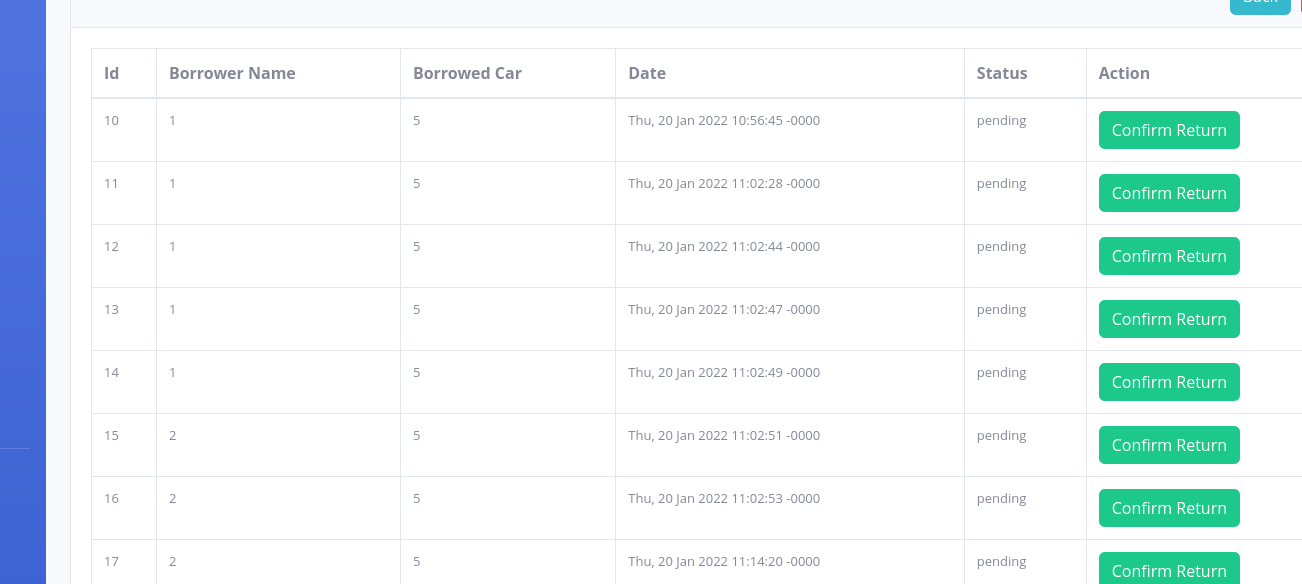 Back
Id Borrower Name Borrowed Car Date Status Action
10 1 5 Thu, 20 Jan 2022 10:56:45 -0000 pending Confirm Return
11 1 5 Thu, 20 Jan 2022 11:02:28 -0000 pending Confirm Return
12 1 5 Thu, 20 Jan 2022 11:02:44 -0000 pending Confirm Return
13 1 5 Thu, 20 Jan 2022 11:02:47 -0000 pending Confirm Return
14 1 5 Thu, 20 Jan 2022 11:02:49 -0000 pending Confirm Return
15 2 5 Thu, 20 Jan 2022 11:02:51 -0000 pending Confirm Return
16 2 5 Thu, 20 Jan 2022 11:02:53 -0000 pending Confirm Return
17 2 5 Thu, 20 Jan 2022 11:14:20 -0000 pending Confirm Return